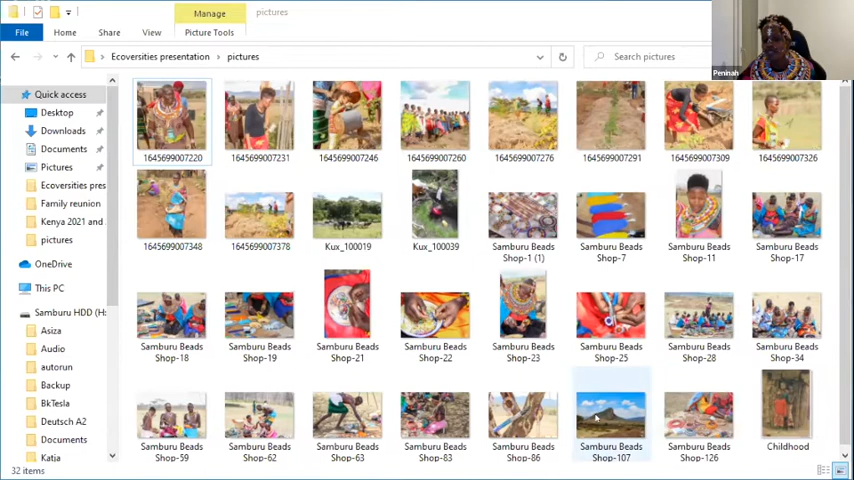 Manage
pictures
File
Home
Share
View
Picture Tools
Ecoversities presentation
pictures
Search pictures
Peninah
Quick access
Desktop
Downloads
Documents
Pictures
Ecoversities pres
Family reunion
Kenya 2021 and
pictures
OneDrive
This PC
Samburu HDD (H:
Asiza
Audio
autorun
Backup
BkTesla
Deutsch A2
Documents
Katja
1645699007220
1645699007231
1645699007246
1645699007260
1645699007276
1645699007291
1645699007309
1645699007326
1645699007348
1645699007378
Kux_100019
Kux_100039
Samburu Beads
Shop-1 (1)
Samburu Beads
Shop-7
Samburu Beads
Shop-11
Samburu Beads
Shop-17
Samburu Beads
Shop-18
Samburu Beads
Shop-19
Samburu Beads
Shop-21
Samburu Beads
Shop-22
Samburu Beads
Shop-23
Samburu Beads
Shop-25
Samburu Beads
Shop-28
Samburu Beads
Shop-34
Samburu Beads
Shop-59
Samburu Beads
Shop-62
Samburu Beads
Shop-63
Samburu Beads
Shop-83
Samburu Beads
Shop-86
Samburu Beads
Shop-107
Samburu Beads
Shop-126
Childhood
32 items